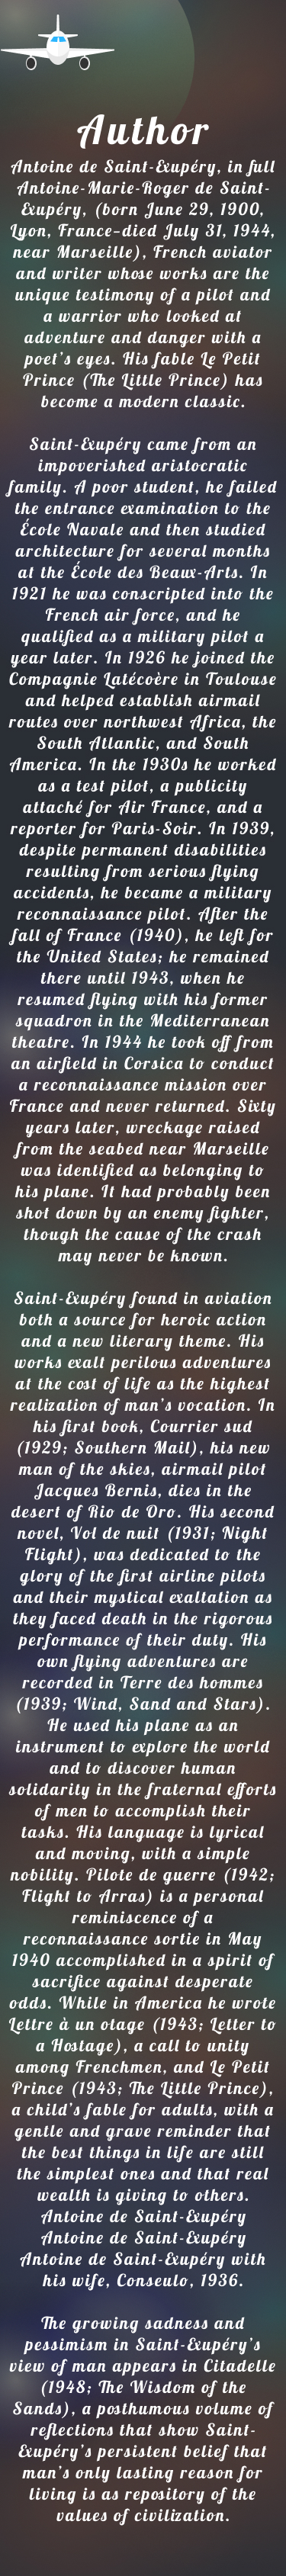 Author
Antoine de Saint-Exupéry, in full
Antoine-Marie-Roger de Saint-
Exupéry, (born June 29, 1900,
Lyon, France—died July 31, 1944,
near Marseille), French aviator
and writer whose works are the
unique testimony of a pilot and
a warrior who looked at
adventure and danger with a
poet’s eyes. His fable Le Petit
Prince (The Little Prince) has
become a modern classic.
Saint-Exupéry came from an
impoverished aristocratic
family. A poor student, he failed
the entrance examination to the
École Navale and then studied
architecture for several months
at the École des Beaux-Arts. In
1921 he was conscripted into the
French air force, and he
qualified as a military pilot a
year later. In 1926 he joined the
Compagnie Latécoère in Toulouse
and helped establish airmail
routes over northwest Africa, the
South Atlantic, and South
America. In the 1930s he worked
as a test pilot, a publicity
attaché for Air France, and a
reporter for Paris-Soir. In 1939,
despite permanent disabilities
resulting from serious flying
accidents, he became a military
reconnaissance pilot. After the
fall of France (1940), he left for
the United States; he remained
there until 1943, when he
resumed flying with his former
squadron in the Mediterranean
theatre. In 1944 he took off from
an airfield in Corsica to conduct
a reconnaissance mission over
France and never returned. Sixty
years later, wreckage raised
from the seabed near Marseille
was identified as belonging to
his plane. It had probably been
shot down by an enemy fighter,
though the cause of the crash
may never be known.
Saint-Exupéry found in aviation
both a source for heroic action
and a new literary theme. His
works exalt perilous adventures
at the cost of life as the highest
realization of man’s vocation. In
his first book, Courrier sud
(1929; Southern Mail), his new
man of the skies, airmail pilot
Jacques Bernis, dies in the
desert of Rio de Oro. His second
novel, Vol de nuit (1931; Night
Flight), was dedicated to the
glory of the first airline pilots
and their mystical exaltation as
they faced death in the rigorous
performance of their duty. His
own flying adventures are
recorded in Terre des hommes
(1939; Wind, Sand and Stars).
He used his plane as an
instrument to explore the world
and to discover human
solidarity in the fraternal efforts
of men to accomplish their
tasks. His language is lyrical
and moving, with a simple
nobility. Pilote de guerre (1942;
Flight to Arras) is a personal
reminiscence of a
reconnaissance sortie in May
1940 accomplished in a spirit of
sacrifice against desperate
odds. While in America he wrote
Lettre à un otage (1943; Letter to
a Hostage), a call to unity
among Frenchmen, and Le Petit
Prince (1943; The Little Prince),
a child’s fable for adults, with a
gentle and grave reminder that
the best things in life are still
the simplest ones and that real
wealth is giving to others.
Antoine de Saint-Exupéry
Antoine de Saint-Exupéry
Antoine de Saint-Exupéry with
his wife, Conseulo, 1936.
The growing sadness and
pessimism in Saint-Exupéry’s
view of man appears in Citadelle
(1948; The Wisdom of the
Sands), a posthumous volume of
reflections that show Saint-
Exupéry’s persistent belief that
man’s only lasting reason for
living is as repository of the
values of civilization.